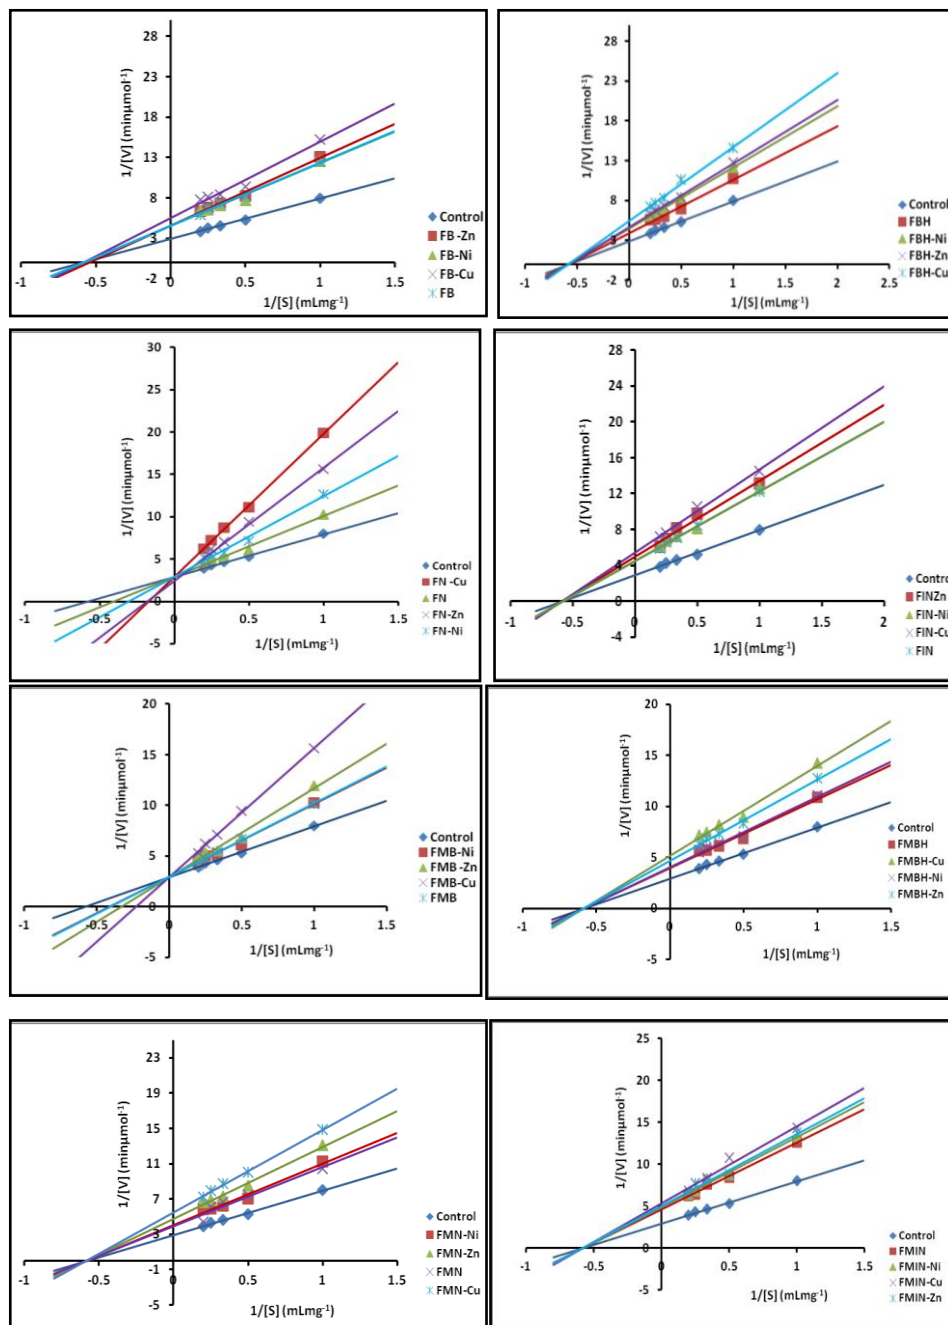 28
23
18
13
8
3
-2
1/[V] (minµmol⁻¹)
-1 -0.5 0 0.5 1 1.5
1/[S] (mLmg⁻¹)
Control
FB-Zn
FB-Ni
FB-Cu
FB
28
23
18
13
8
3
-2
1/[V] (minµmol⁻¹)
-1 -0.5 0 0.5 1 1.5 2 2.5
1/[S] (mLmg⁻¹)
Control
FBH
FBH-Ni
FBH-Zn
FBH-Cu
30
25
20
15
10
5
0
-5
1/[V] (minµmol⁻¹)
-1 -0.5 0 0.5 1 1.5
1/[S] (mLmg⁻¹)
Control
FN -Cu
FN
FN-Zn
FN-Ni
28
24
20
16
12
8
4
0
-4
1/[V] (minµmol⁻¹)
-1 -0.5 0 0.5 1 1.5 2
1/[S] (mLmg⁻¹)
Control
FINZn
FIN-Ni
FIN-Cu
FIN
20
15
10
5
0
-5
1/[V] (minµmol⁻¹)
-1 -0.5 0 0.5 1 1.5
1/[S] (mLmg⁻¹)
Control
FMB-Ni
FMB-Zn
FMB-Cu
FMB
20
15
10
5
0
-5
1/[V] (minµmol⁻¹)
-1 -0.5 0 0.5 1 1.5
1/[S] (mLmg⁻¹)
Control
FMBH
FMBH-Cu
FMBH-Ni
FMBH-Zn
23
19
15
11
7
3
-1
-5
1/[V] (minµmol⁻¹)
-1 -0.5 0 0.5 1 1.5
1/[S] (mLmg⁻¹)
Control
FMN-Ni
FMN-Zn
FMN
FMN-Cu
25
20
15
10
5
0
-5
1/[V] (minµmol⁻¹)
-1 -0.5 0 0.5 1 1.5
1/[S] (mLmg⁻¹)
Control
FMIN
FMIN-Ni
FMIN-Cu
FMIN-Zn